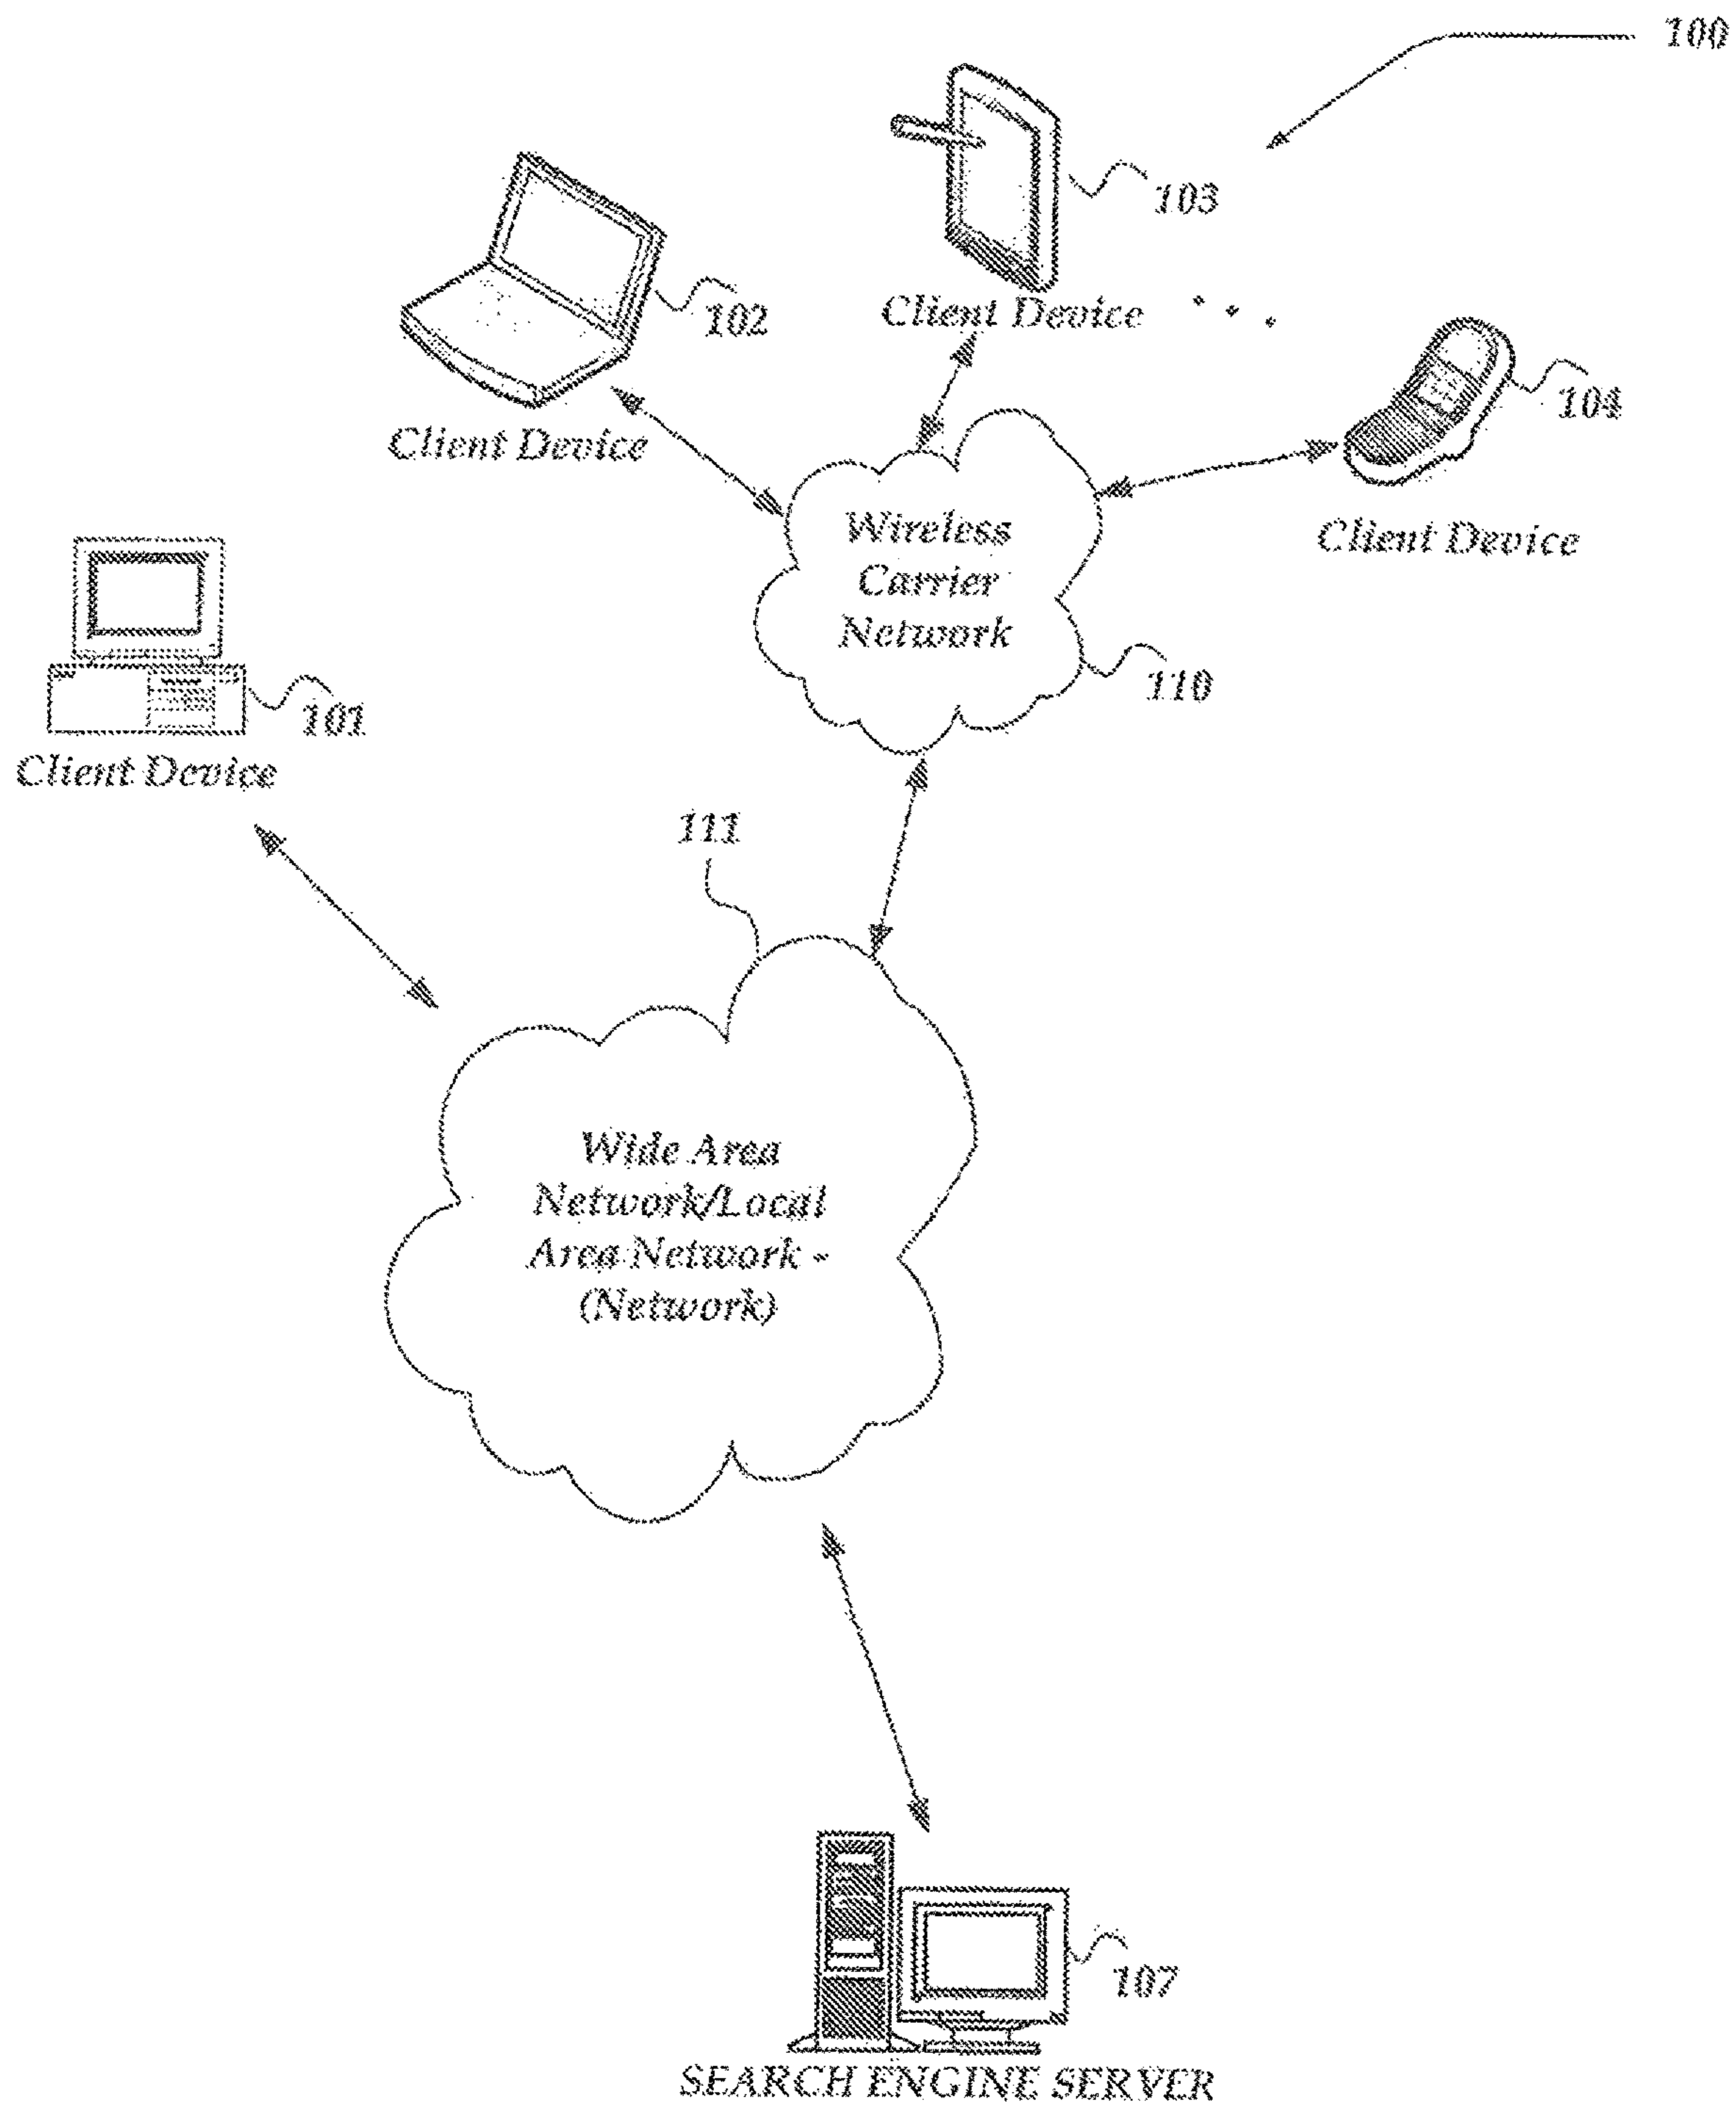 100
103
102
Client Device
104
Client Device
Client Device
Wireless
Carrier
Network
110
101
Client Device
111
Wide Area
Network/Local
Area Network -
(Network)
107
SEARCH ENGINE SERVER